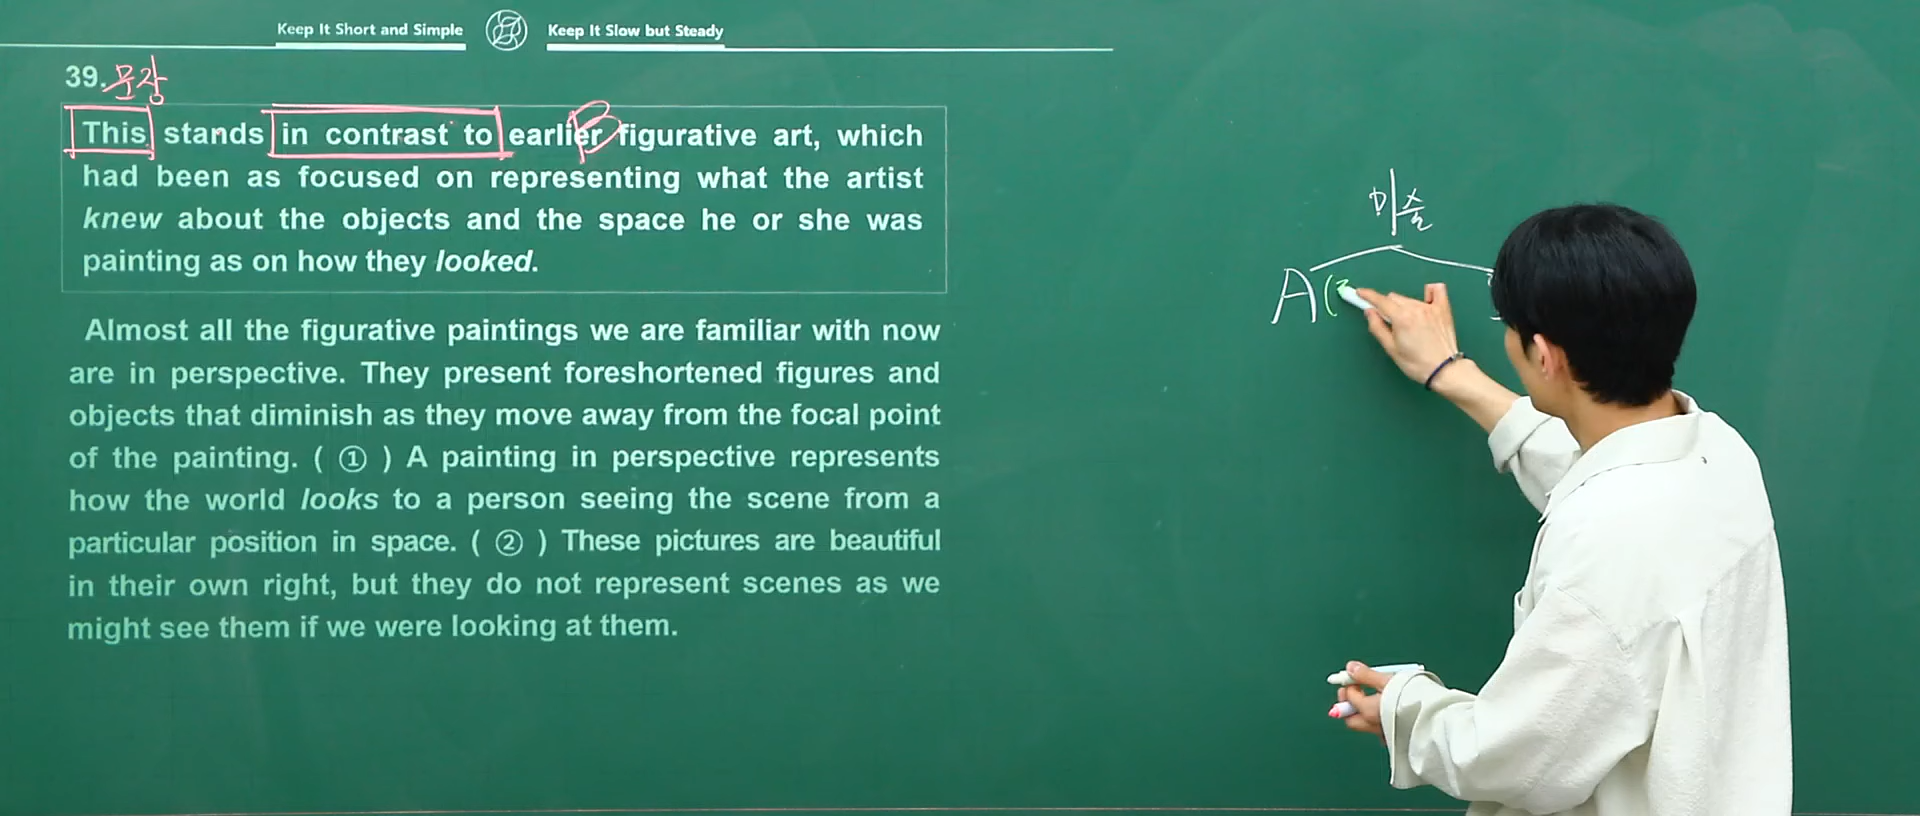 Keep It Short and Simple Keep It Slow but Steady
39.
This stands in contrast to earlier figurative art, which
had been as focused on representing what the artist
knew about the objects and the space he or she was
painting as on how they looked.
Almost all the figurative paintings we are familiar with now
are in perspective. They present foreshortened figures and
objects that diminish as they move away from the focal point
of the painting. ( ① ) A painting in perspective represents
how the world looks to a person seeing the scene from a
particular position in space. ( ② ) These pictures are beautiful
in their own right, but they do not represent scenes as we
might see them if we were looking at them.
B
미술
A(